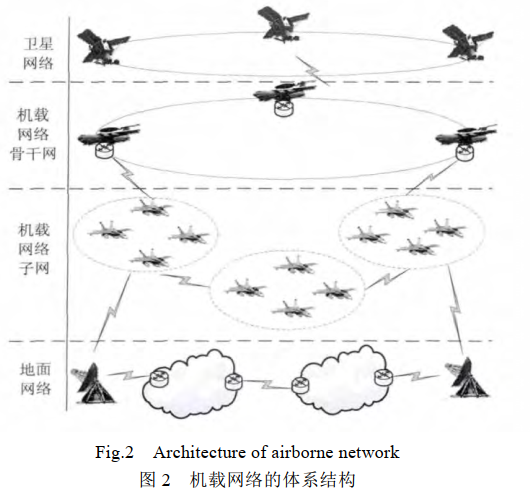 卫星
网络
机载
网络
骨干网
机载
网络
子网
地面
网络
Fig.2 Architecture of airborne network
图 2 机载网络的体系结构